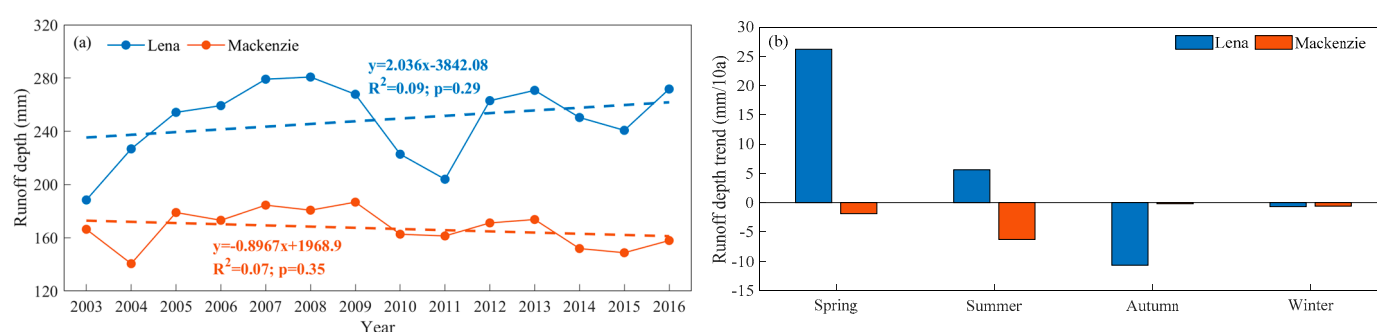 (a)
Lena
Mackenzie
Runoff depth (mm)
320
280
240
200
160
120
y=2.036x-3842.08
R²=0.09; p=0.29
y=-0.8967x+1968.9
R²=0.07; p=0.35
2003 2004 2005 2006 2007 2008 2009 2010 2011 2012 2013 2014 2015 2016
Year
(b)
Lena
Mackenzie
Runoff depth trend (mm/10a)
30
25
20
15
10
5
0
-5
-10
-15
Spring Summer Autumn Winter